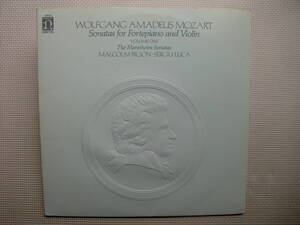 WOLFGANG AMADEUS MOZART
Sonatas for Fortepiano and Violin
VOLUME ONE
The Mannheim Sonatas
MALCOLM BILSON · SERGIU LUCA